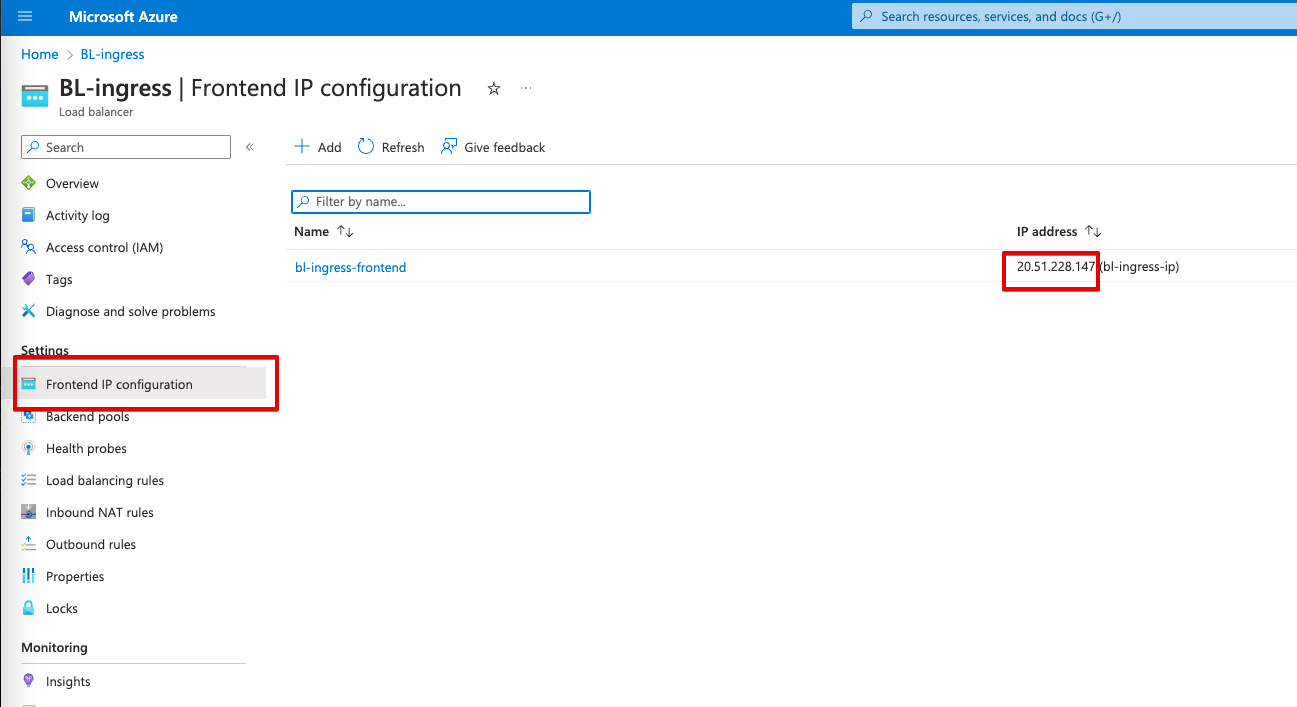 Microsoft Azure
Search resources, services, and docs (G+/)
Home > BL-ingress
BL-ingress | Frontend IP configuration
Load balancer
Search
«
Add
Refresh
Give feedback
Overview
Activity log
Access control (IAM)
Tags
Diagnose and solve problems
Settings
Frontend IP configuration
Backend pools
Health probes
Load balancing rules
Inbound NAT rules
Outbound rules
Properties
Locks
Monitoring
Insights
Filter by name...
Name ↑↓ IP address ↑↓
bl-ingress-frontend 20.51.228.147 (bl-ingress-ip)